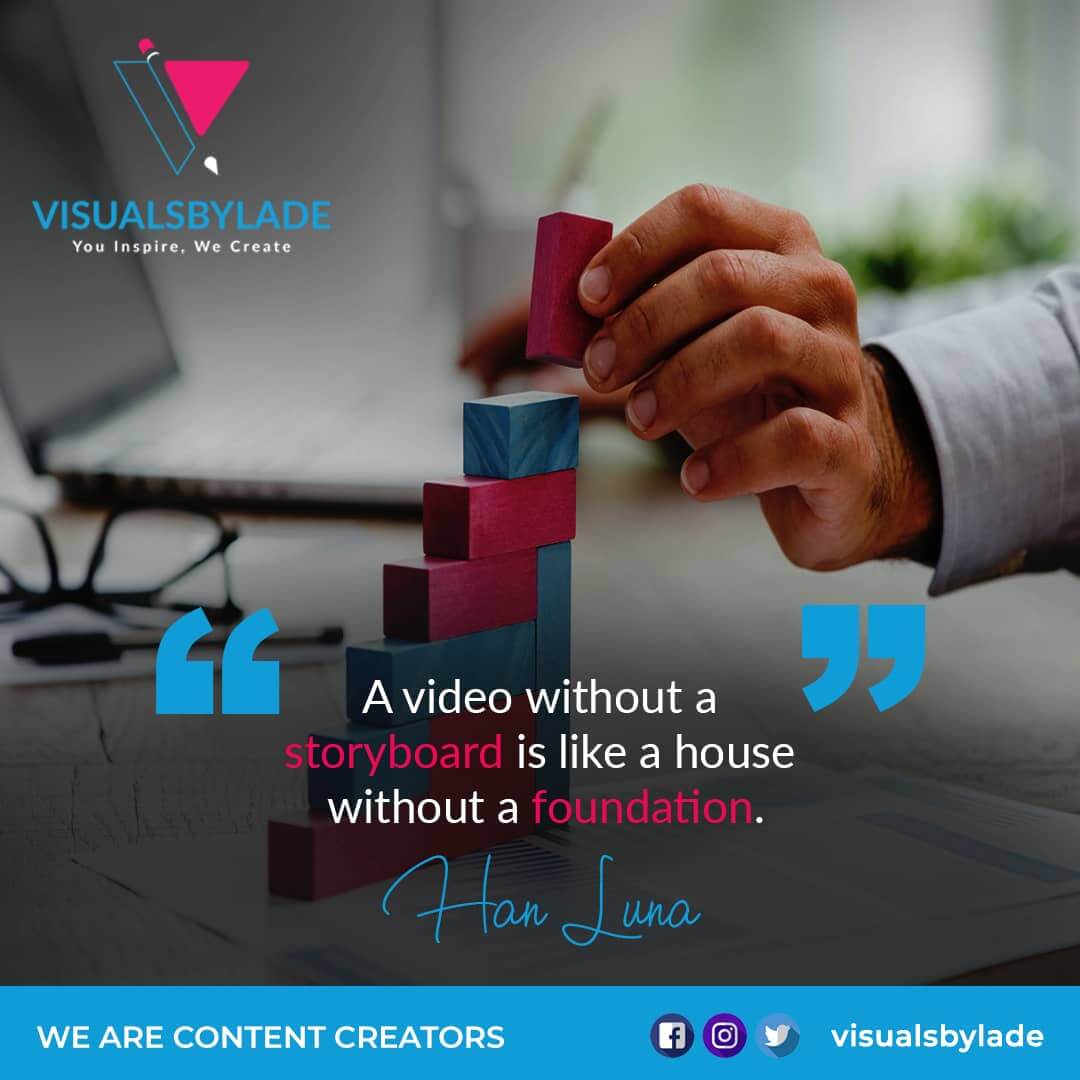 VISUALSBYLADE
You Inspire, We Create
“ A video without a ”
storyboard is like a house
without a foundation.
Han Luna
WE ARE CONTENT CREATORS
visualsbylade